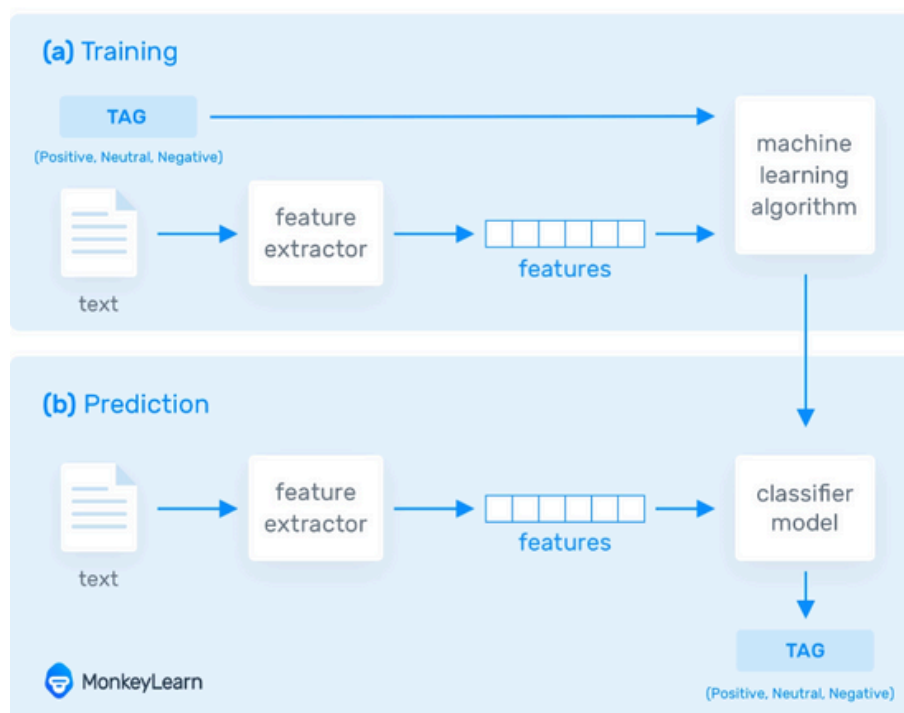 (a) Training
TAG
(Positive, Neutral, Negative)
text
feature
extractor
features
machine
learning
algorithm
(b) Prediction
text
feature
extractor
features
classifier
model
TAG
(Positive, Neutral, Negative)
MonkeyLearn